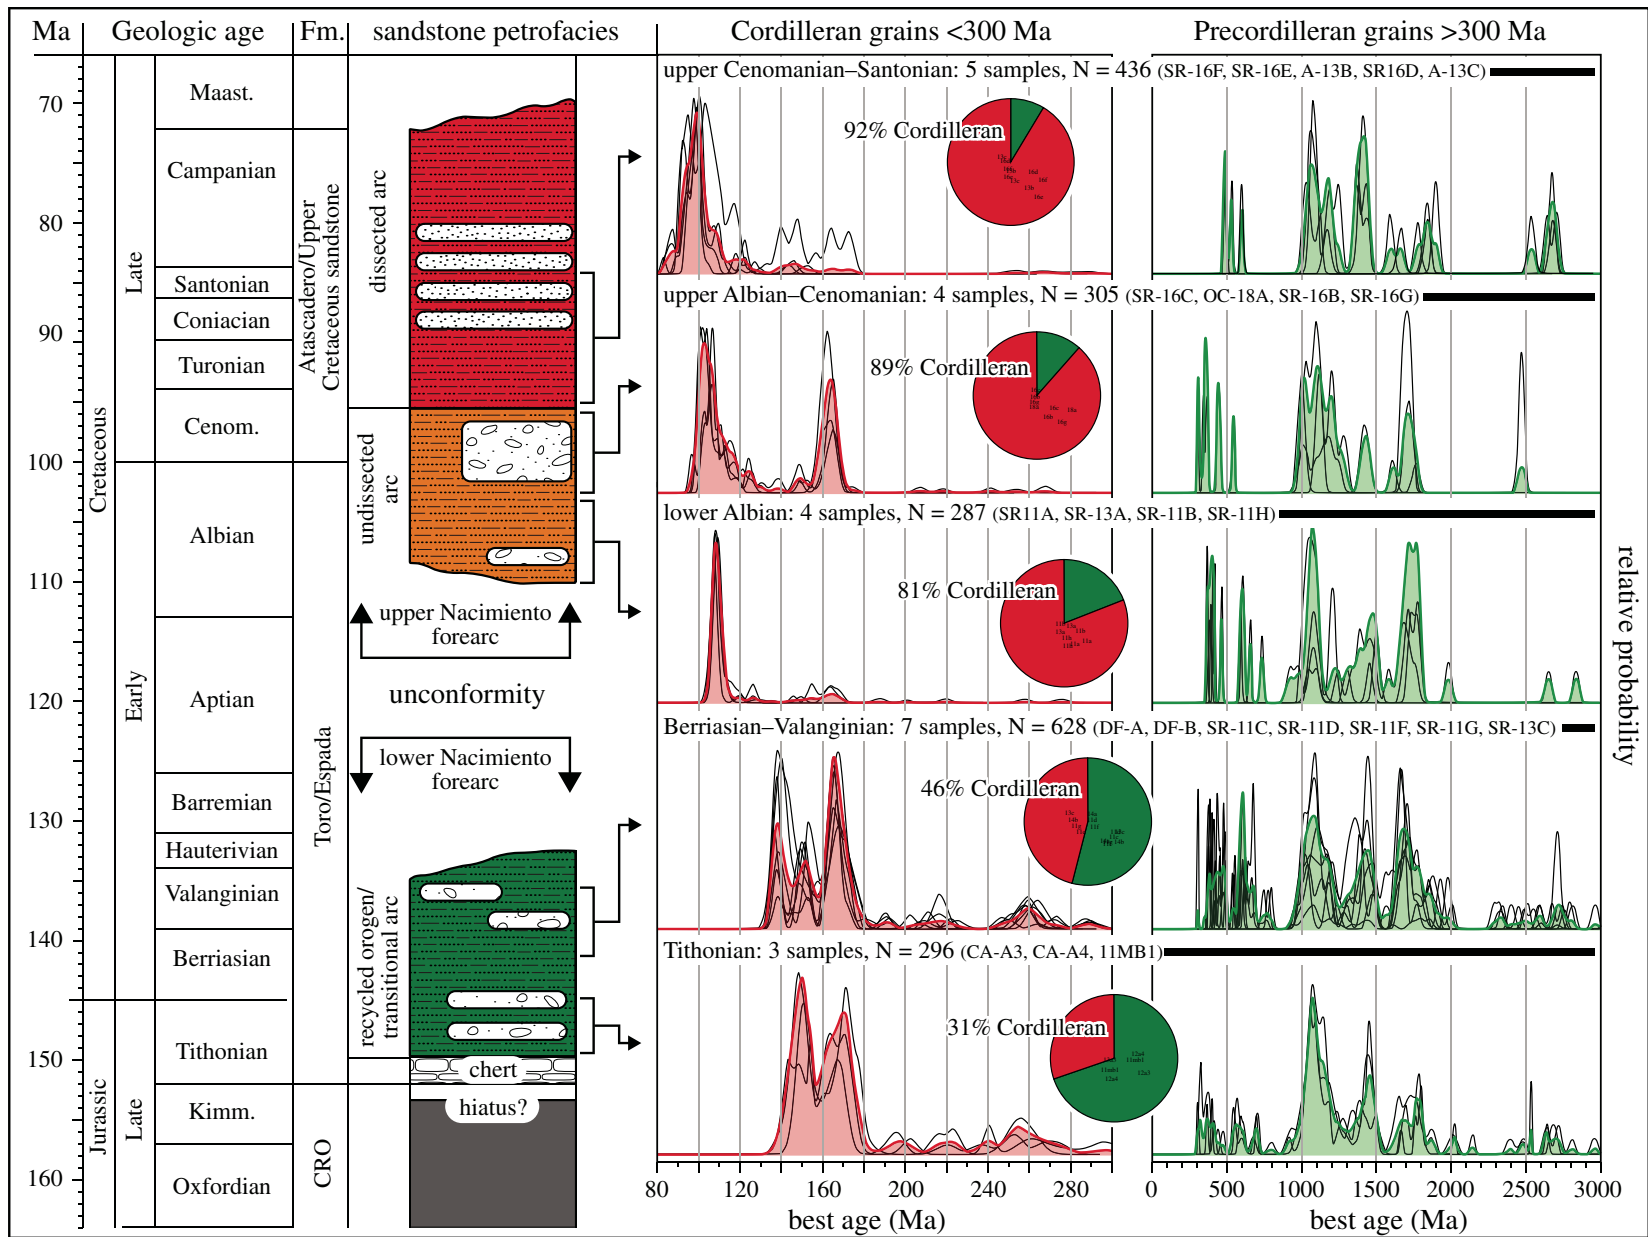 Ma
Geologic age
Fm.
sandstone petrofacies
Cordilleran grains <300 Ma
Precordilleran grains >300 Ma
70
80
90
100
110
120
130
140
150
160
Cretaceous
Jurassic
Late
Early
Late
Maast.
Campanian
Santonian
Coniacian
Turonian
Cenom.
Albian
Aptian
Barremian
Hauterivian
Valanginian
Berriasian
Tithonian
Kimm.
Oxfordian
Atascadero/Upper
Cretaceous sandstone
Toro/Espada
CRO
dissected arc
undissected
arc
upper Nacimiento
forearc
unconformity
lower Nacimiento
forearc
recycled orogen/
transitional arc
chert
hiatus?
upper Cenomanian–Santonian: 5 samples, N = 436 (SR-16F, SR-16E, A-13B, SR16D, A-13C)
92% Cordilleran
upper Albian–Cenomanian: 4 samples, N = 305 (SR-16C, OC-18A, SR-16B, SR-16G)
89% Cordilleran
lower Albian: 4 samples, N = 287 (SR11A, SR-13A, SR-11B, SR-11H)
81% Cordilleran
Berriasian–Valanginian: 7 samples, N = 628 (DF-A, DF-B, SR-11C, SR-11D, SR-11F, SR-11G, SR-13C)
46% Cordilleran
Tithonian: 3 samples, N = 296 (CA-A3, CA-A4, 11MB1)
31% Cordilleran
80 120 160 200 240 280
best age (Ma)
0 500 1000 1500 2000 2500 3000
best age (Ma)
relative probability